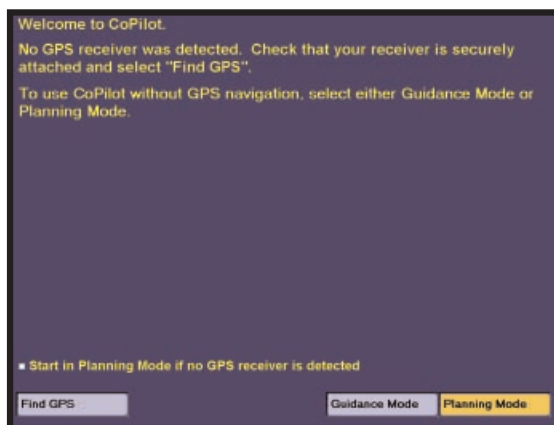 Welcome to CoPilot.
No GPS receiver was detected. Check that your receiver is securely
attached and select "Find GPS".
To use CoPilot without GPS navigation, select either Guidance Mode or
Planning Mode.
Start in Planning Mode if no GPS receiver is detected
Find GPS Guidance Mode Planning Mode